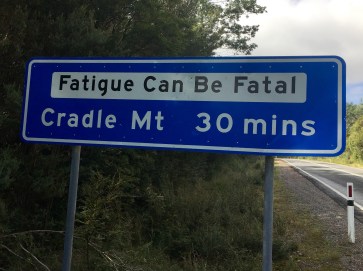 Fatigue Can Be Fatal
Cradle Mt 30 mins